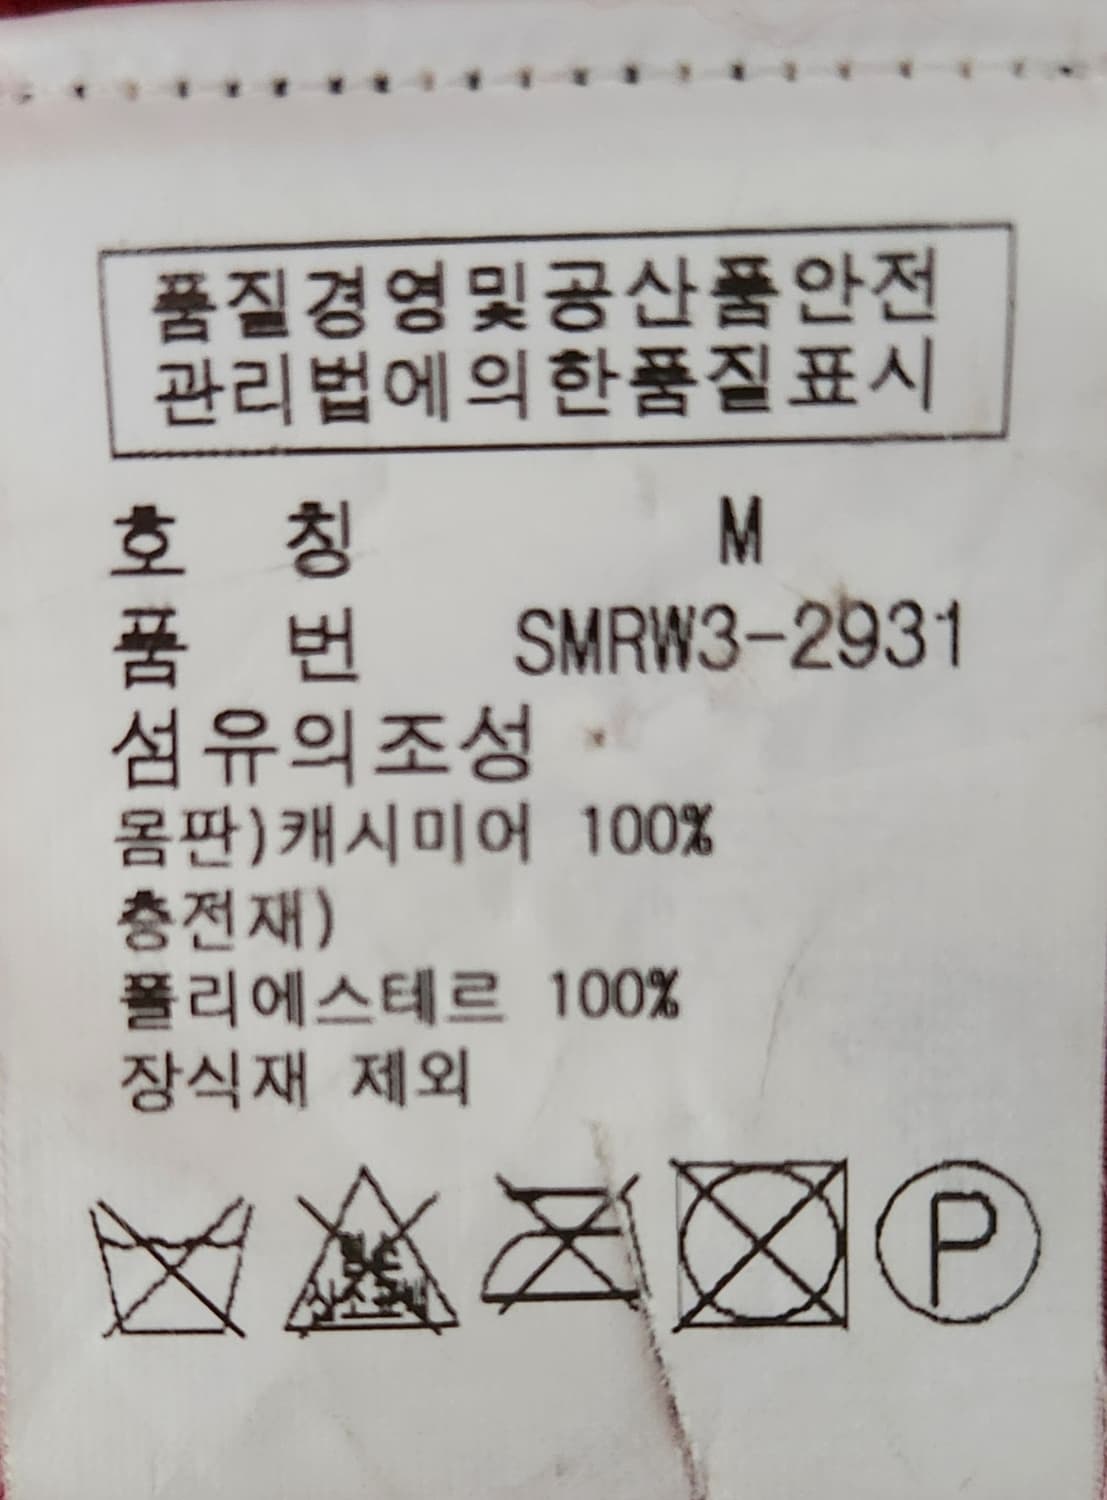 품질경영및공산품안전
관리법에의한품질표시
호 칭 M
품 번 SMRW3-2931
섬유의조성
몸판)캐시미어 100%
충전재)
폴리에스테르 100%
장식재 제외
P